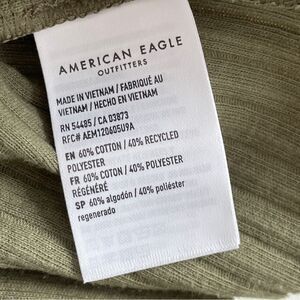 AMERICAN EAGLE
OUTFITTERS
MADE IN VIETNAM / FABRIQUÉ AU
VIETNAM / HECHO EN VIETNAM
RN 54485 / CA 03873
RFC# AEM120605U9A
EN 60% COTTON / 40% RECYCLED
POLYESTER
FR 60% COTON / 40% POLYESTER
RÉGÉNÉRÉ
SP 60% algodón / 40% poliéster
regenerado